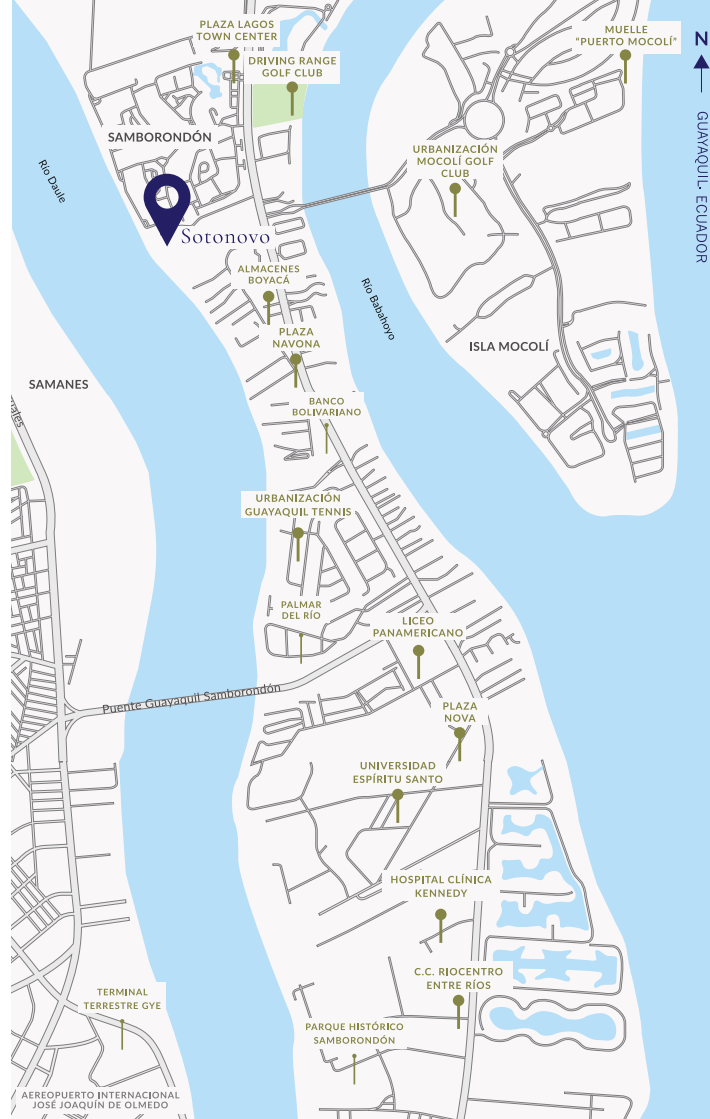 PLAZA LAGOS
TOWN CENTER
DRIVING RANGE
GOLF CLUB
MUELLE
"PUERTO MOCOLÍ"
N
GUAYAQUIL- ECUADOR
SAMBORONDÓN
URBANIZACIÓN
MOCOLÍ GOLF
CLUB
Río Daule
Sotonovo
ALMACENES
BOYACÁ
Río Babahoyo
PLAZA
NAVONA
ISLA MOCOLÍ
SAMANES
BANCO
BOLIVARIANO
URBANIZACIÓN
GUAYAQUIL TENNIS
PALMAR
DEL RÍO
LICEO
PANAMERICANO
Puente Guayaquil Samborondón
PLAZA
NOVA
UNIVERSIDAD
ESPÍRITU SANTO
HOSPITAL CLÍNICA
KENNEDY
C.C. RIOCENTRO
ENTRE RÍOS
TERMINAL
TERRESTRE GYE
PARQUE HISTÓRICO
SAMBORONDÓN
AEREOPUERTO INTERNACIONAL
JOSÉ JOAQUÍN DE OLMEDO